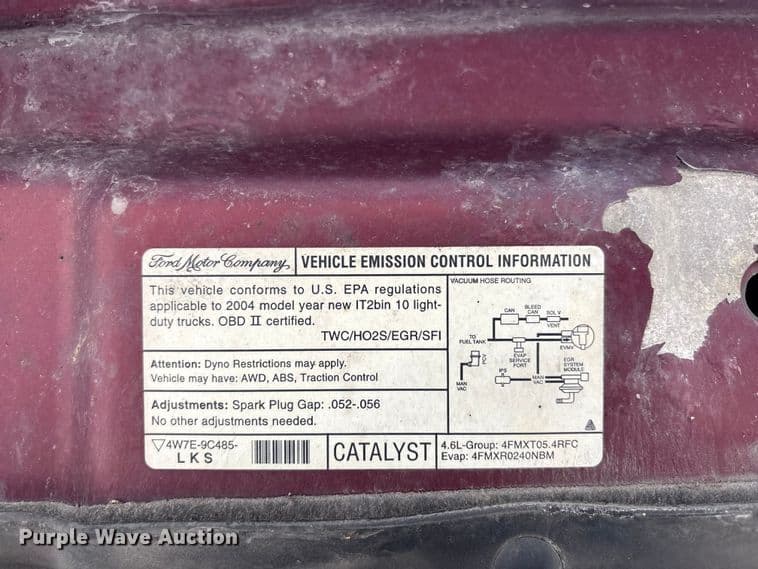 Ford Motor Company, VEHICLE EMISSION CONTROL INFORMATION
This vehicle conforms to U.S. EPA regulations
applicable to 2004 model year new IT2bin 10 light-
duty trucks. OBD II certified.
TWC/HO2S/EGR/SFI
Attention: Dyno Restrictions may apply.
Vehicle may have: AWD, ABS, Traction Control
Adjustments: Spark Plug Gap: .052-.056
No other adjustments needed.
VACUUM HOSE ROUTING
CAN
BLEED
CAN
SOL V
VENT
TO
FUEL TANK
EVMV
EVAP
SERVICE
PORT
PCV
MAN
VAC
IPS
MAN
VAC
EGR
SYSTEM
MODULE
4W7E-9C485-
LKS
CATALYST
4.6L-Group: 4FMXT05.4RFC
Evap: 4FMXR0240NBM
Purple Wave Auction